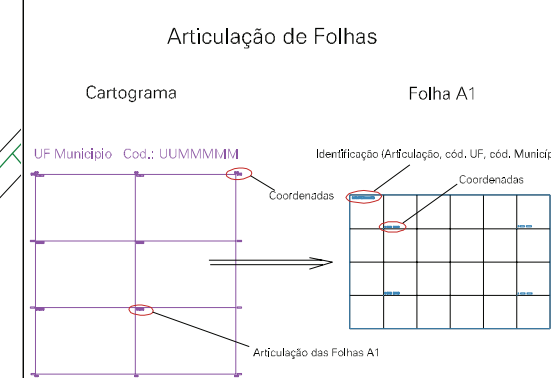 Articulação de Folhas
Cartograma
Folha A1
UF Municipio Cod.: UUMMMMM
Identificação (Articulação, cód. UF, cód. Municíp
Coordenadas
Coordenadas
Articulação das Folhas A1